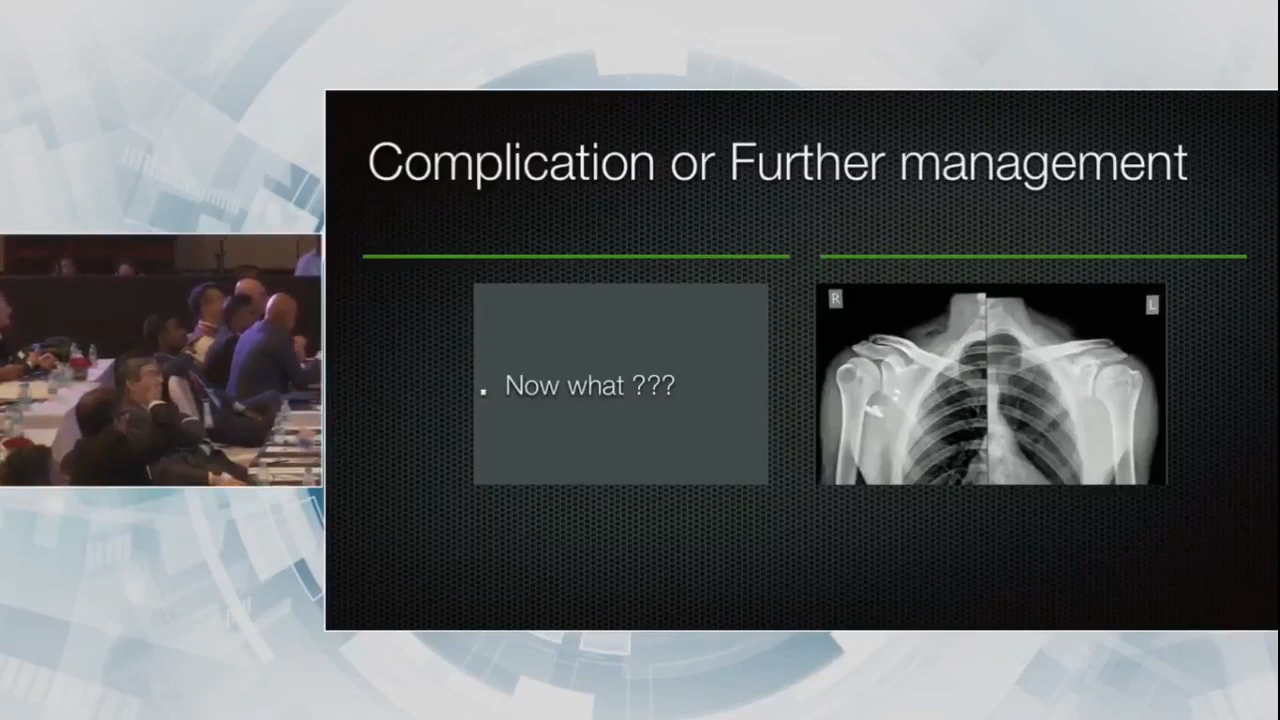 Complication or Further management
. Now what ???
R
L